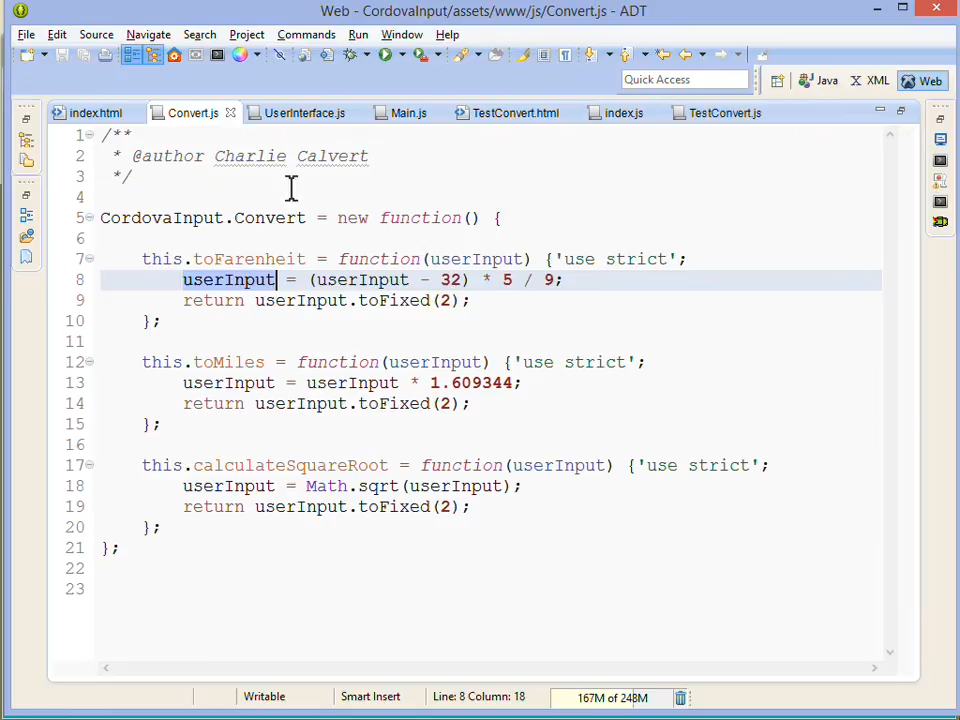 Web - CordovaInput/assets/www/js/Convert.js - ADT
File Edit Source Navigate Search Project Commands Run Window Help
Quick Access Java XML Web
index.html Convert.js UserInterface.js Main.js TestConvert.html index.js TestConvert.js
1 /**
2 * @author Charlie Calvert
3 */
4
5 CordovaInput.Convert = new function() {
6
7 this.toFarenheit = function(userInput) {'use strict';
8 userInput = (userInput - 32) * 5 / 9;
9 return userInput.toFixed(2);
10 };
11
12 this.toMiles = function(userInput) {'use strict';
13 userInput = userInput * 1.609344;
14 return userInput.toFixed(2);
15 };
16
17 this.calculateSquareRoot = function(userInput) {'use strict';
18 userInput = Math.sqrt(userInput);
19 return userInput.toFixed(2);
20 };
21 };
22
23
Writable Smart Insert Line: 8 Column: 18 167M of 248M